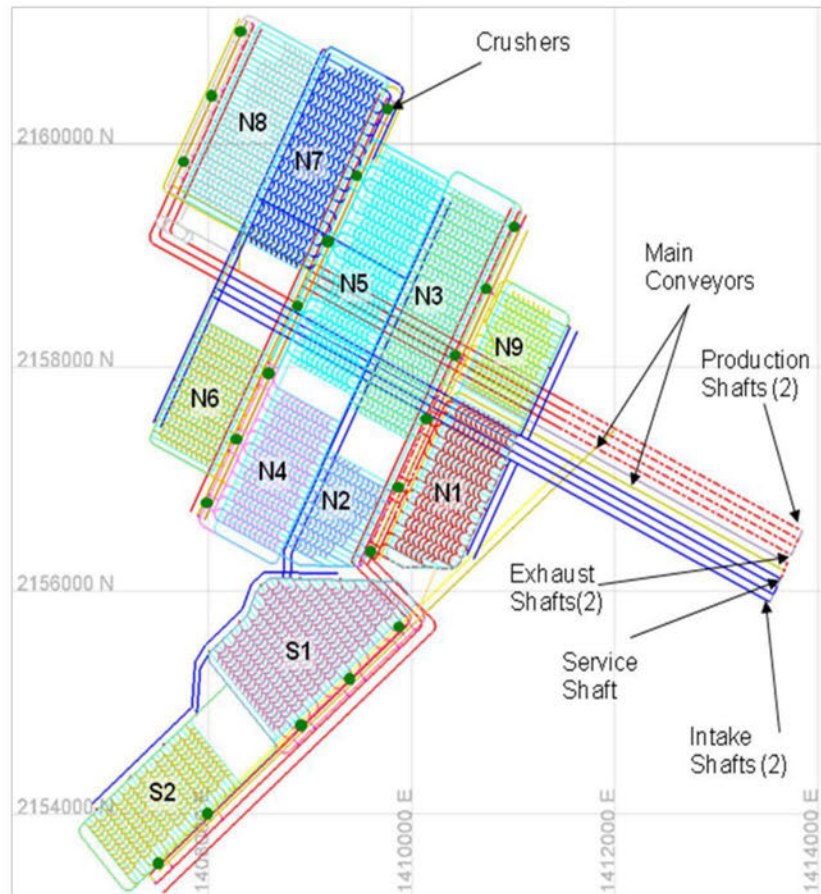 Crushers
2160000 N
N8
N7
Main
Conveyors
N5
N3
N9
2158000 N
Production
Shafts (2)
N6
N4
N2
N1
2156000 N
Exhaust
Shafts(2)
S1
Service
Shaft
Intake
Shafts (2)
S2
2154000 N
1408000 E
1410000 E
1412000 E
1414000 E